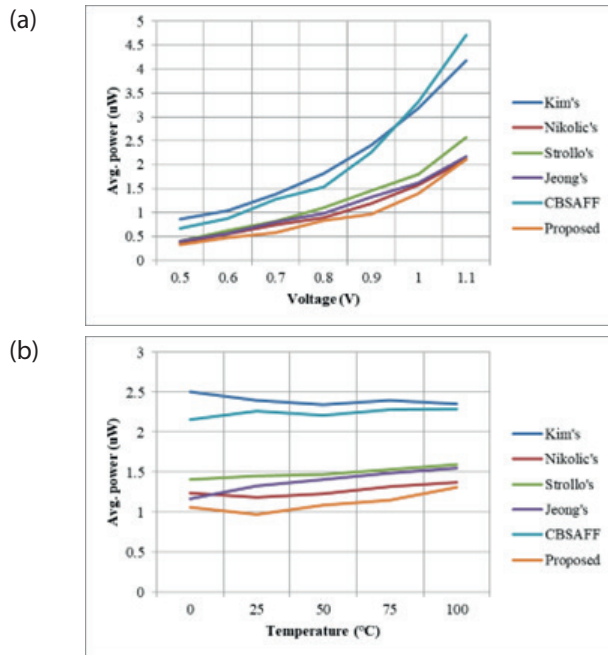 (a)
5
4.5
4
3.5
3
2.5
2
1.5
1
0.5
0
Avg. power (uW)
0.5 0.6 0.7 0.8 0.9 1 1.1
Voltage (V)
Kim's
Nikolic's
Strollo's
Jeong's
CBSAFF
Proposed
(b)
3
2.5
2
1.5
1
0.5
0
Avg. power (uW)
0 25 50 75 100
Temperature (°C)
Kim's
Nikolic's
Strollo's
Jeong's
CBSAFF
Proposed